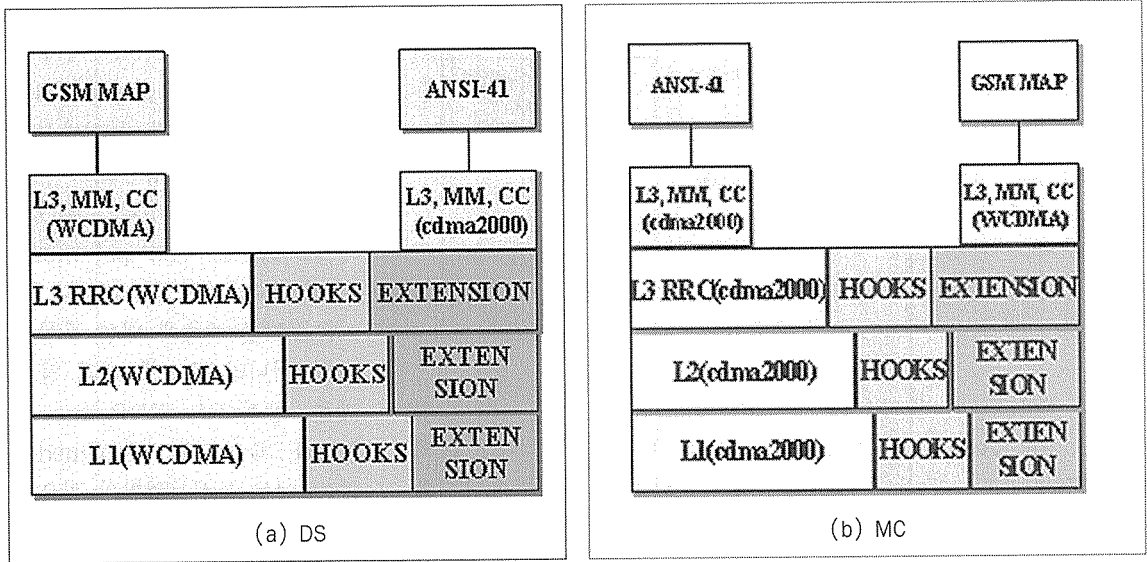 GSM MAP
ANSI-41
L3, MM, CC
(WCDMA)
L3, MM, CC
(cdma2000)
L3 RRC(WCDMA)
HOOKS
EXTENSION
L2(WCDMA)
HOOKS
EXTEN
SION
L1(WCDMA)
HOOKS
EXTEN
SION
(a) DS
ANSI-41
GSM MAP
L3, MM, CC
(cdma2000)
L3, MM, CC
(WCDMA)
L3 RRC(cdma2000)
HOOKS
EXTENSION
L2(cdma2000)
HOOKS
EXTEN
SION
L1(cdma2000)
HOOKS
EXTEN
SION
(b) MC